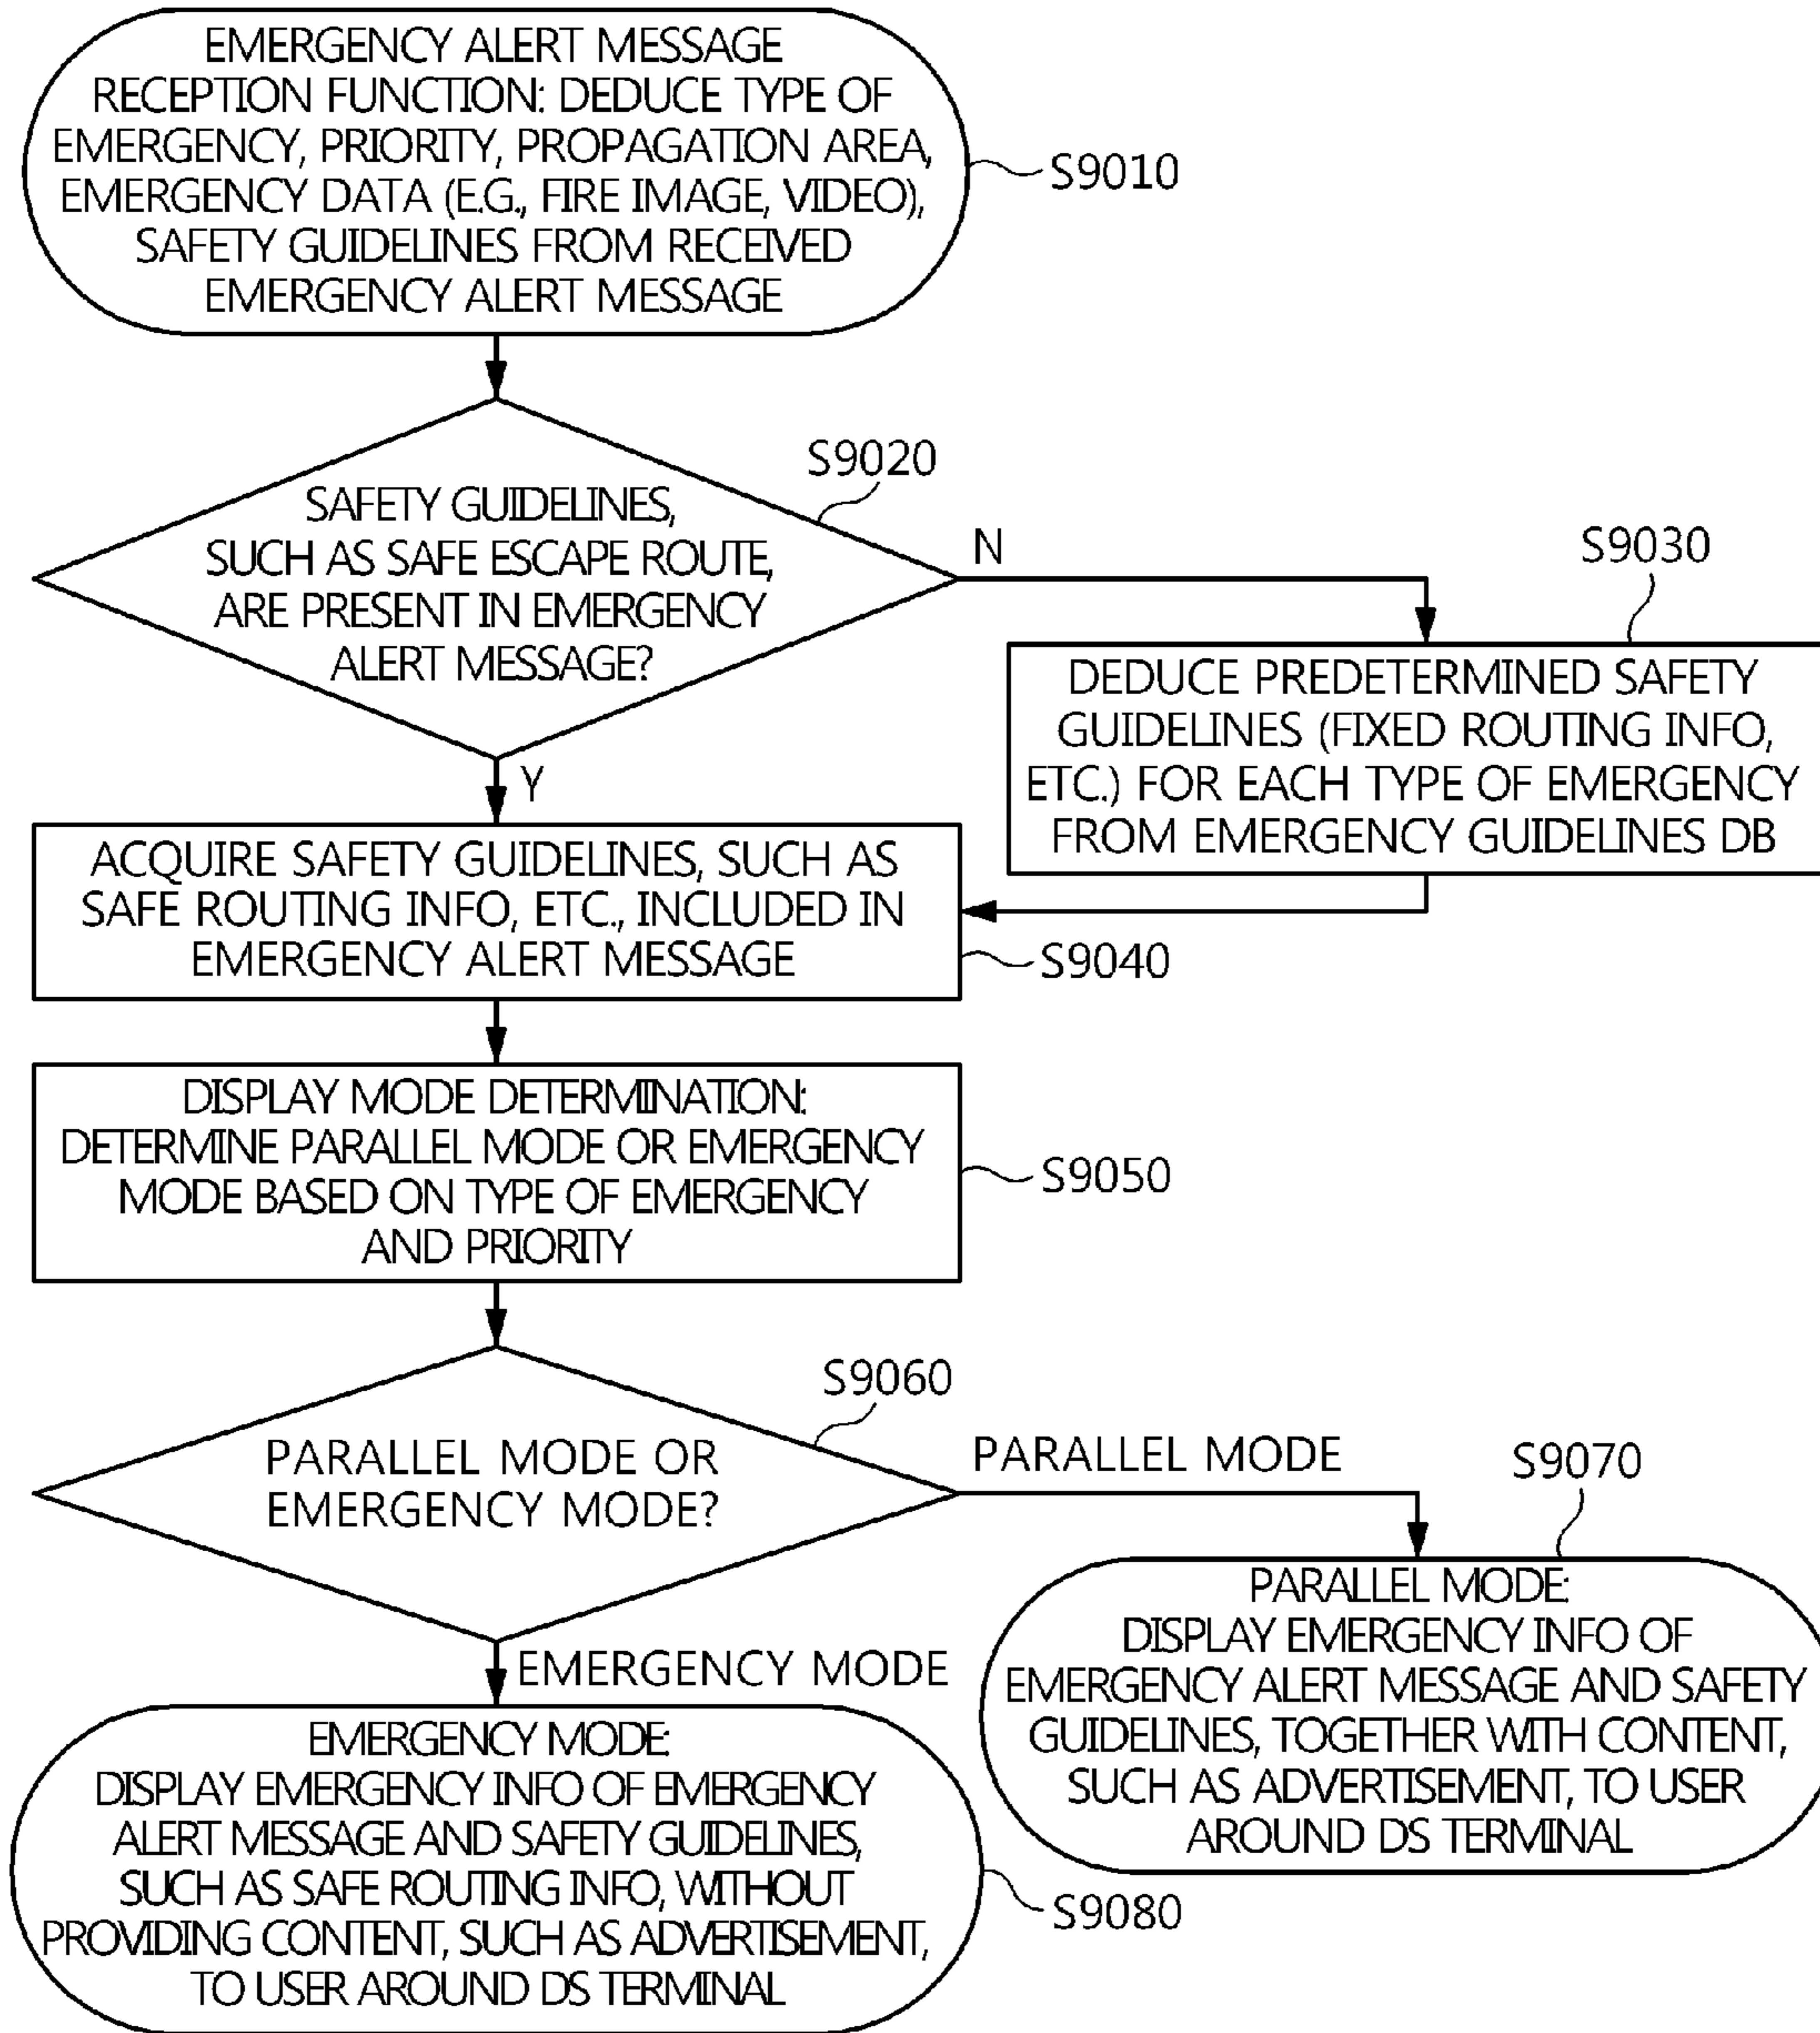 EMERGENCY ALERT MESSAGE
RECEPTION FUNCTION: DEDUCE TYPE OF
EMERGENCY, PRIORITY, PROPAGATION AREA,
EMERGENCY DATA (E.G., FIRE IMAGE, VIDEO),
SAFETY GUIDELINES FROM RECEIVED
EMERGENCY ALERT MESSAGE
S9010
S9020
SAFETY GUIDELINES,
SUCH AS SAFE ESCAPE ROUTE,
ARE PRESENT IN EMERGENCY
ALERT MESSAGE?
N
Y
S9030
DEDUCE PREDETERMINED SAFETY
GUIDELINES (FIXED ROUTING INFO,
ETC.) FOR EACH TYPE OF EMERGENCY
FROM EMERGENCY GUIDELINES DB
ACQUIRE SAFETY GUIDELINES, SUCH AS
SAFE ROUTING INFO, ETC., INCLUDED IN
EMERGENCY ALERT MESSAGE
S9040
DISPLAY MODE DETERMINATION:
DETERMINE PARALLEL MODE OR EMERGENCY
MODE BASED ON TYPE OF EMERGENCY
AND PRIORITY
S9050
S9060
PARALLEL MODE OR
EMERGENCY MODE?
PARALLEL MODE
S9070
PARALLEL MODE:
DISPLAY EMERGENCY INFO OF
EMERGENCY ALERT MESSAGE AND SAFETY
GUIDELINES, TOGETHER WITH CONTENT,
SUCH AS ADVERTISEMENT, TO USER
AROUND DS TERMINAL
EMERGENCY MODE
EMERGENCY MODE:
DISPLAY EMERGENCY INFO OF EMERGENCY
ALERT MESSAGE AND SAFETY GUIDELINES,
SUCH AS SAFE ROUTING INFO, WITHOUT
PROVIDING CONTENT, SUCH AS ADVERTISEMENT,
TO USER AROUND DS TERMINAL
S9080